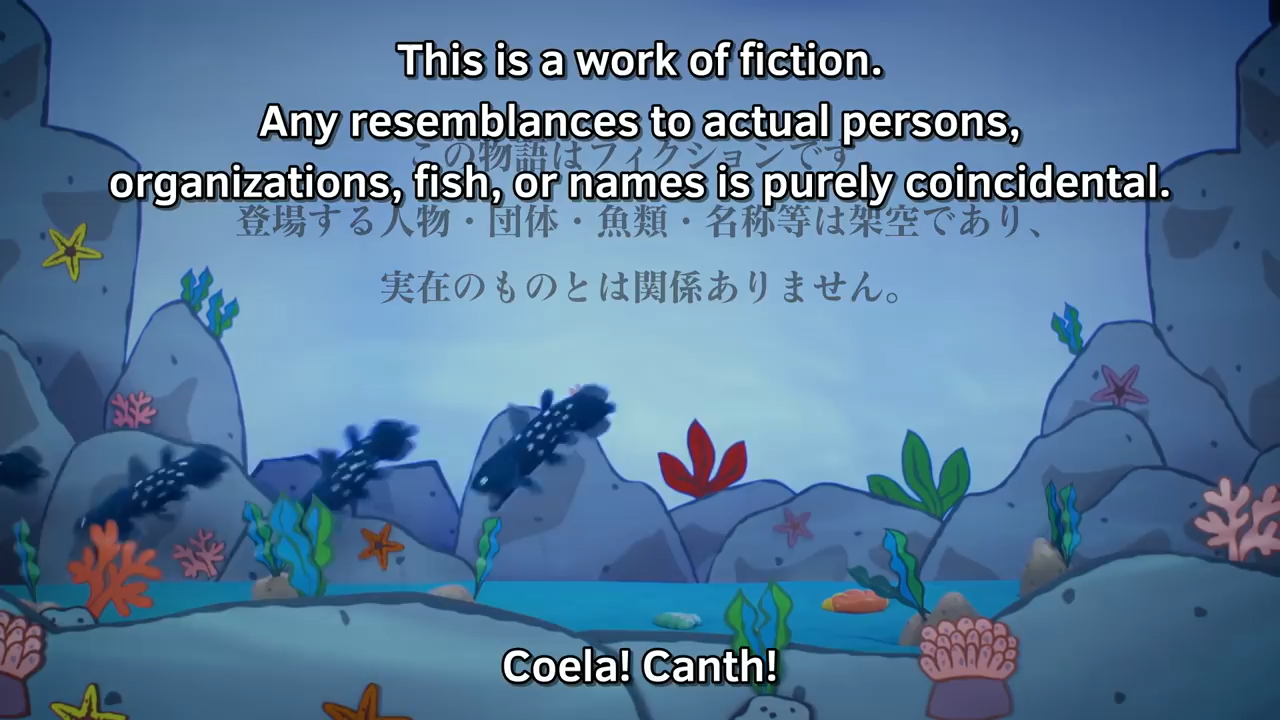 This is a work of fiction.
Any resemblances to actual persons,
この物語はフィクションです
organizations, fish, or names is purely coincidental.
登場する人物・団体・魚類・名称等は架空であり、
実在のものとは関係ありません。
Coela! Canth!